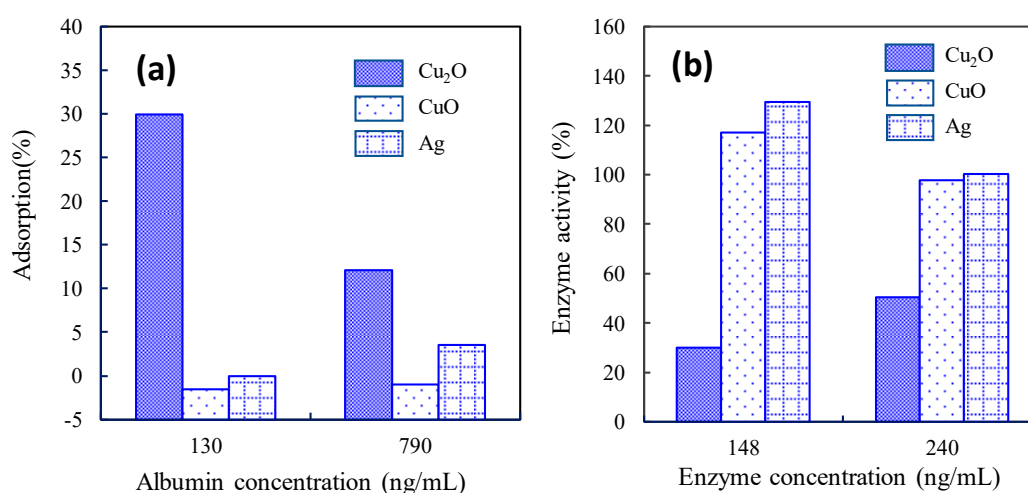 (a)
Cu₂O
CuO
Ag
40
35
30
25
20
15
10
5
0
-5
Adsorption(%)
130 790
Albumin concentration (ng/mL)
(b)
Cu₂O
CuO
Ag
160
140
120
100
80
60
40
20
0
Enzyme activity (%)
148 240
Enzyme concentration (ng/mL)